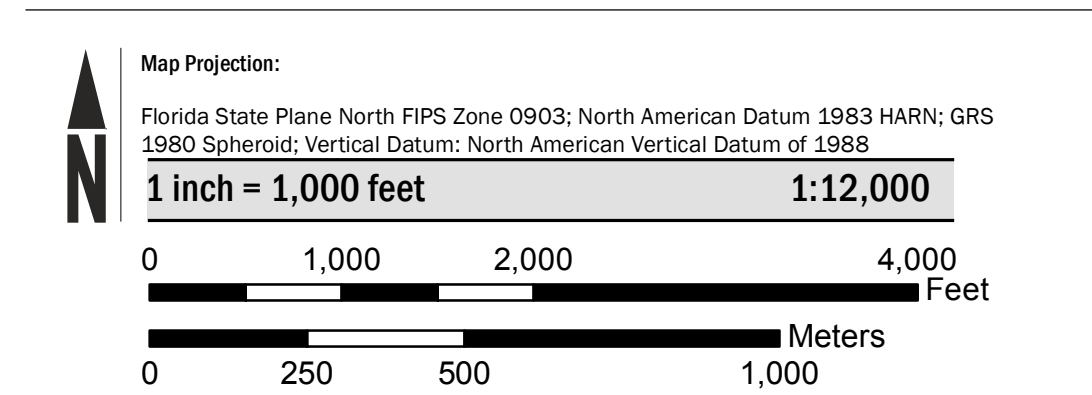 Map Projection:
Florida State Plane North FIPS Zone 0903; North American Datum 1983 HARN; GRS
1980 Spheroid; Vertical Datum: North American Vertical Datum of 1988
N
1 inch = 1,000 feet 1:12,000
0 1,000 2,000 4,000
Feet
Meters
0 250 500 1,000